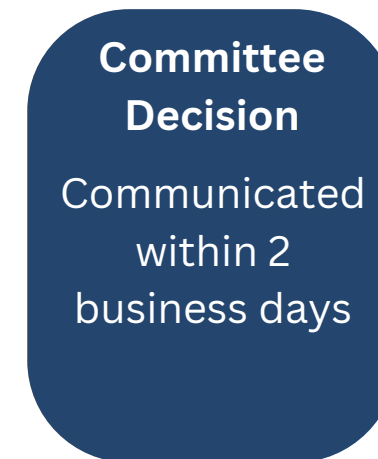 Committee
Decision
Communicated
within 2
business days